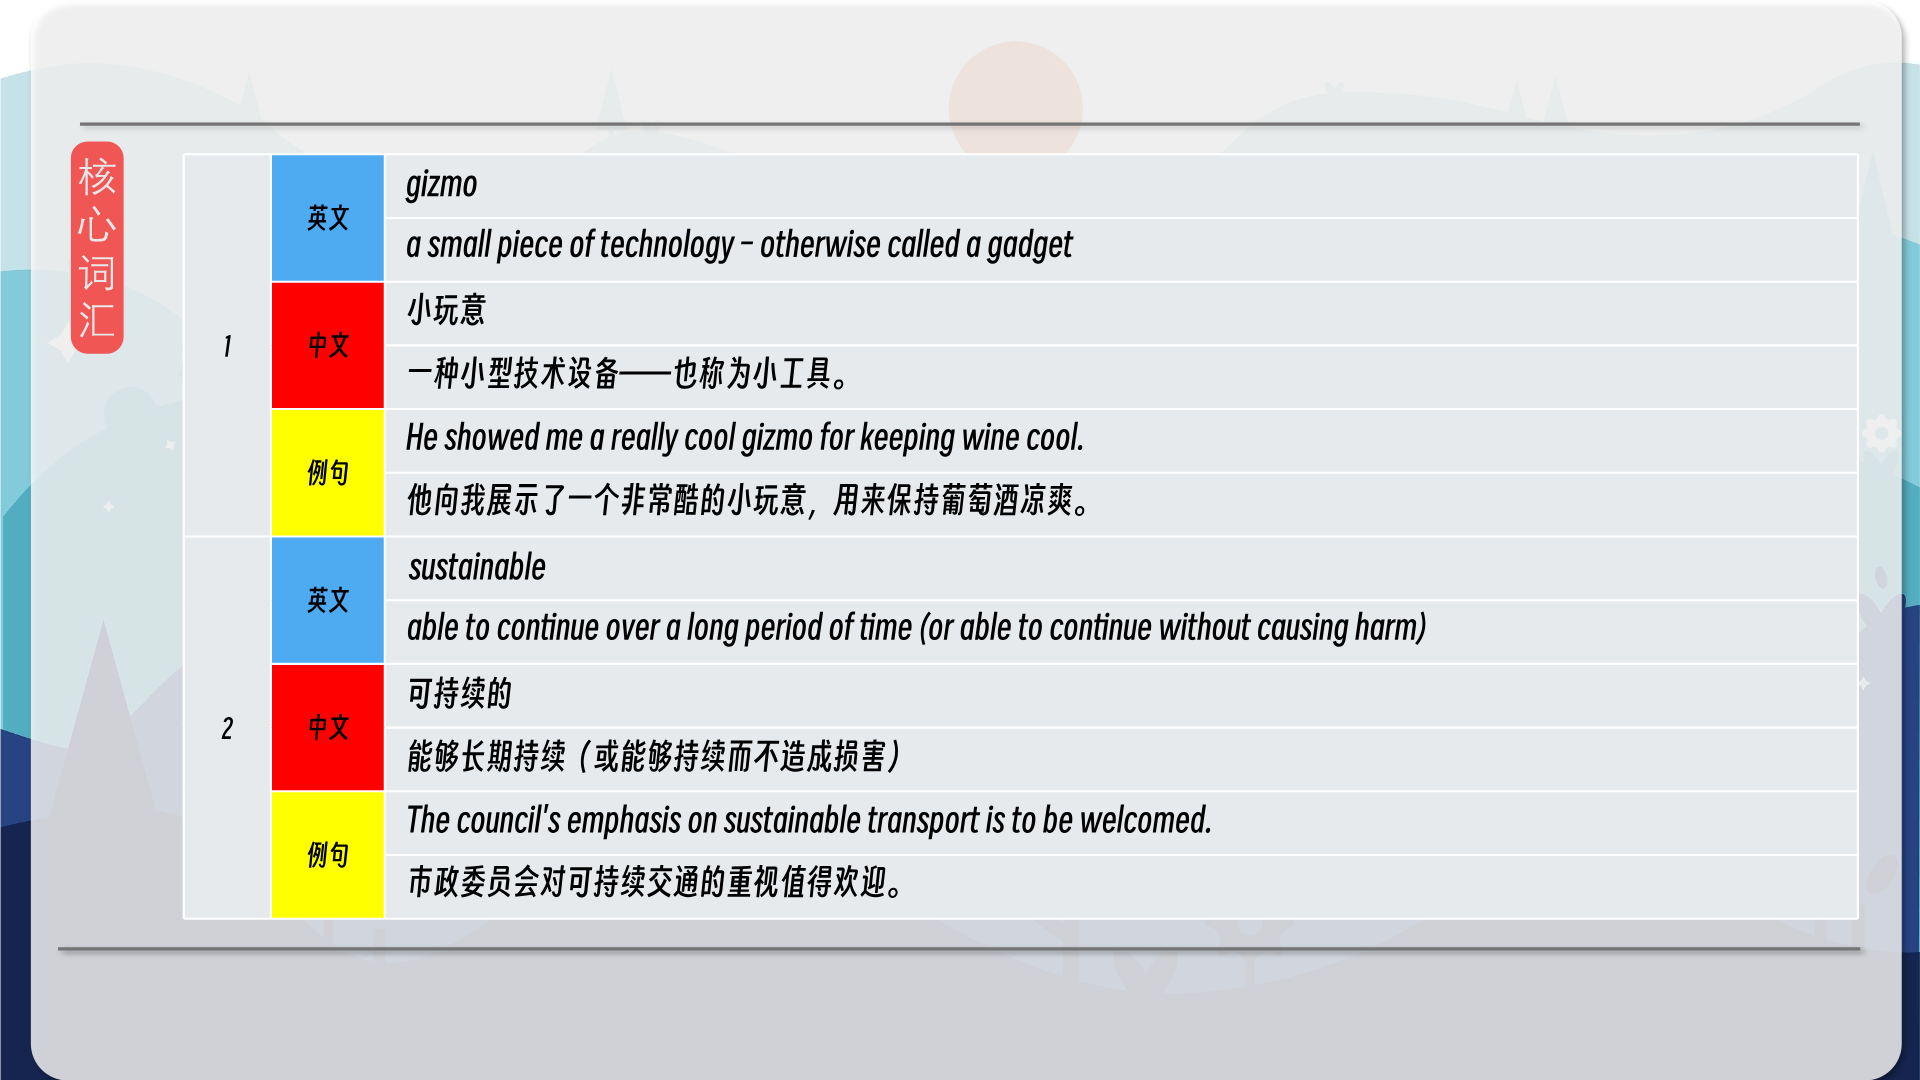 核
心
词
汇
1
英文
gizmo
a small piece of technology – otherwise called a gadget
中文
小玩意
一种小型技术设备——也称为小工具。
例句
He showed me a really cool gizmo for keeping wine cool.
他向我展示了一个非常酷的小玩意，用来保持葡萄酒凉爽。
2
英文
sustainable
able to continue over a long period of time (or able to continue without causing harm)
中文
可持续的
能够长期持续（或能够持续而不造成损害）
例句
The council's emphasis on sustainable transport is to be welcomed.
市政委员会对可持续交通的重视值得欢迎。